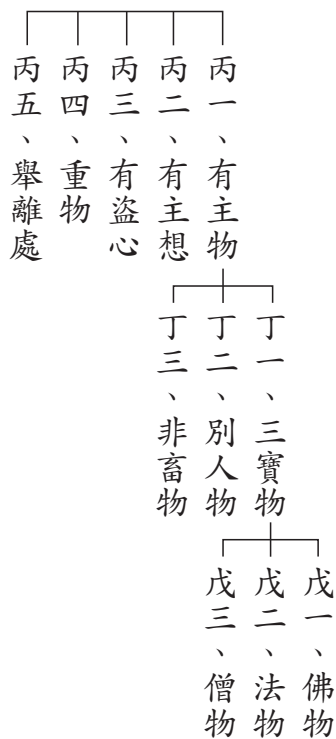 丙一、有主物
丙二、有主想
丙三、有盜心
丙四、重物
丙五、舉離處
丁一、三寶物
丁二、別人物
丁三、非畜物
戊一、佛物
戊二、法物
戊三、僧物